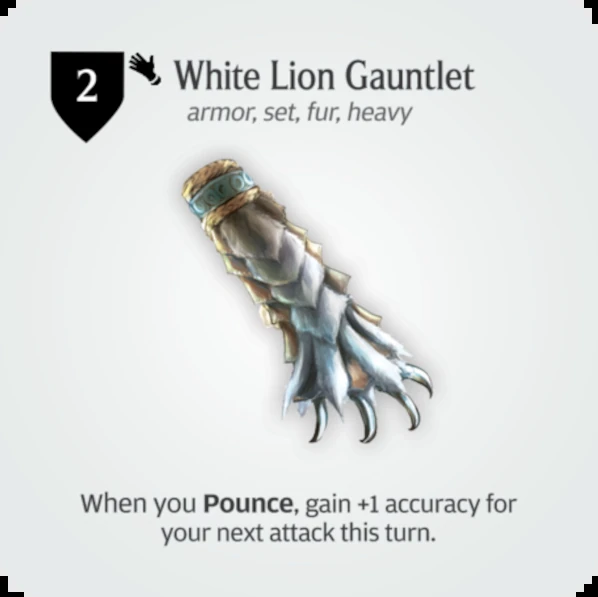 2
White Lion Gauntlet
armor, set, fur, heavy
When you Pounce, gain +1 accuracy for
your next attack this turn.